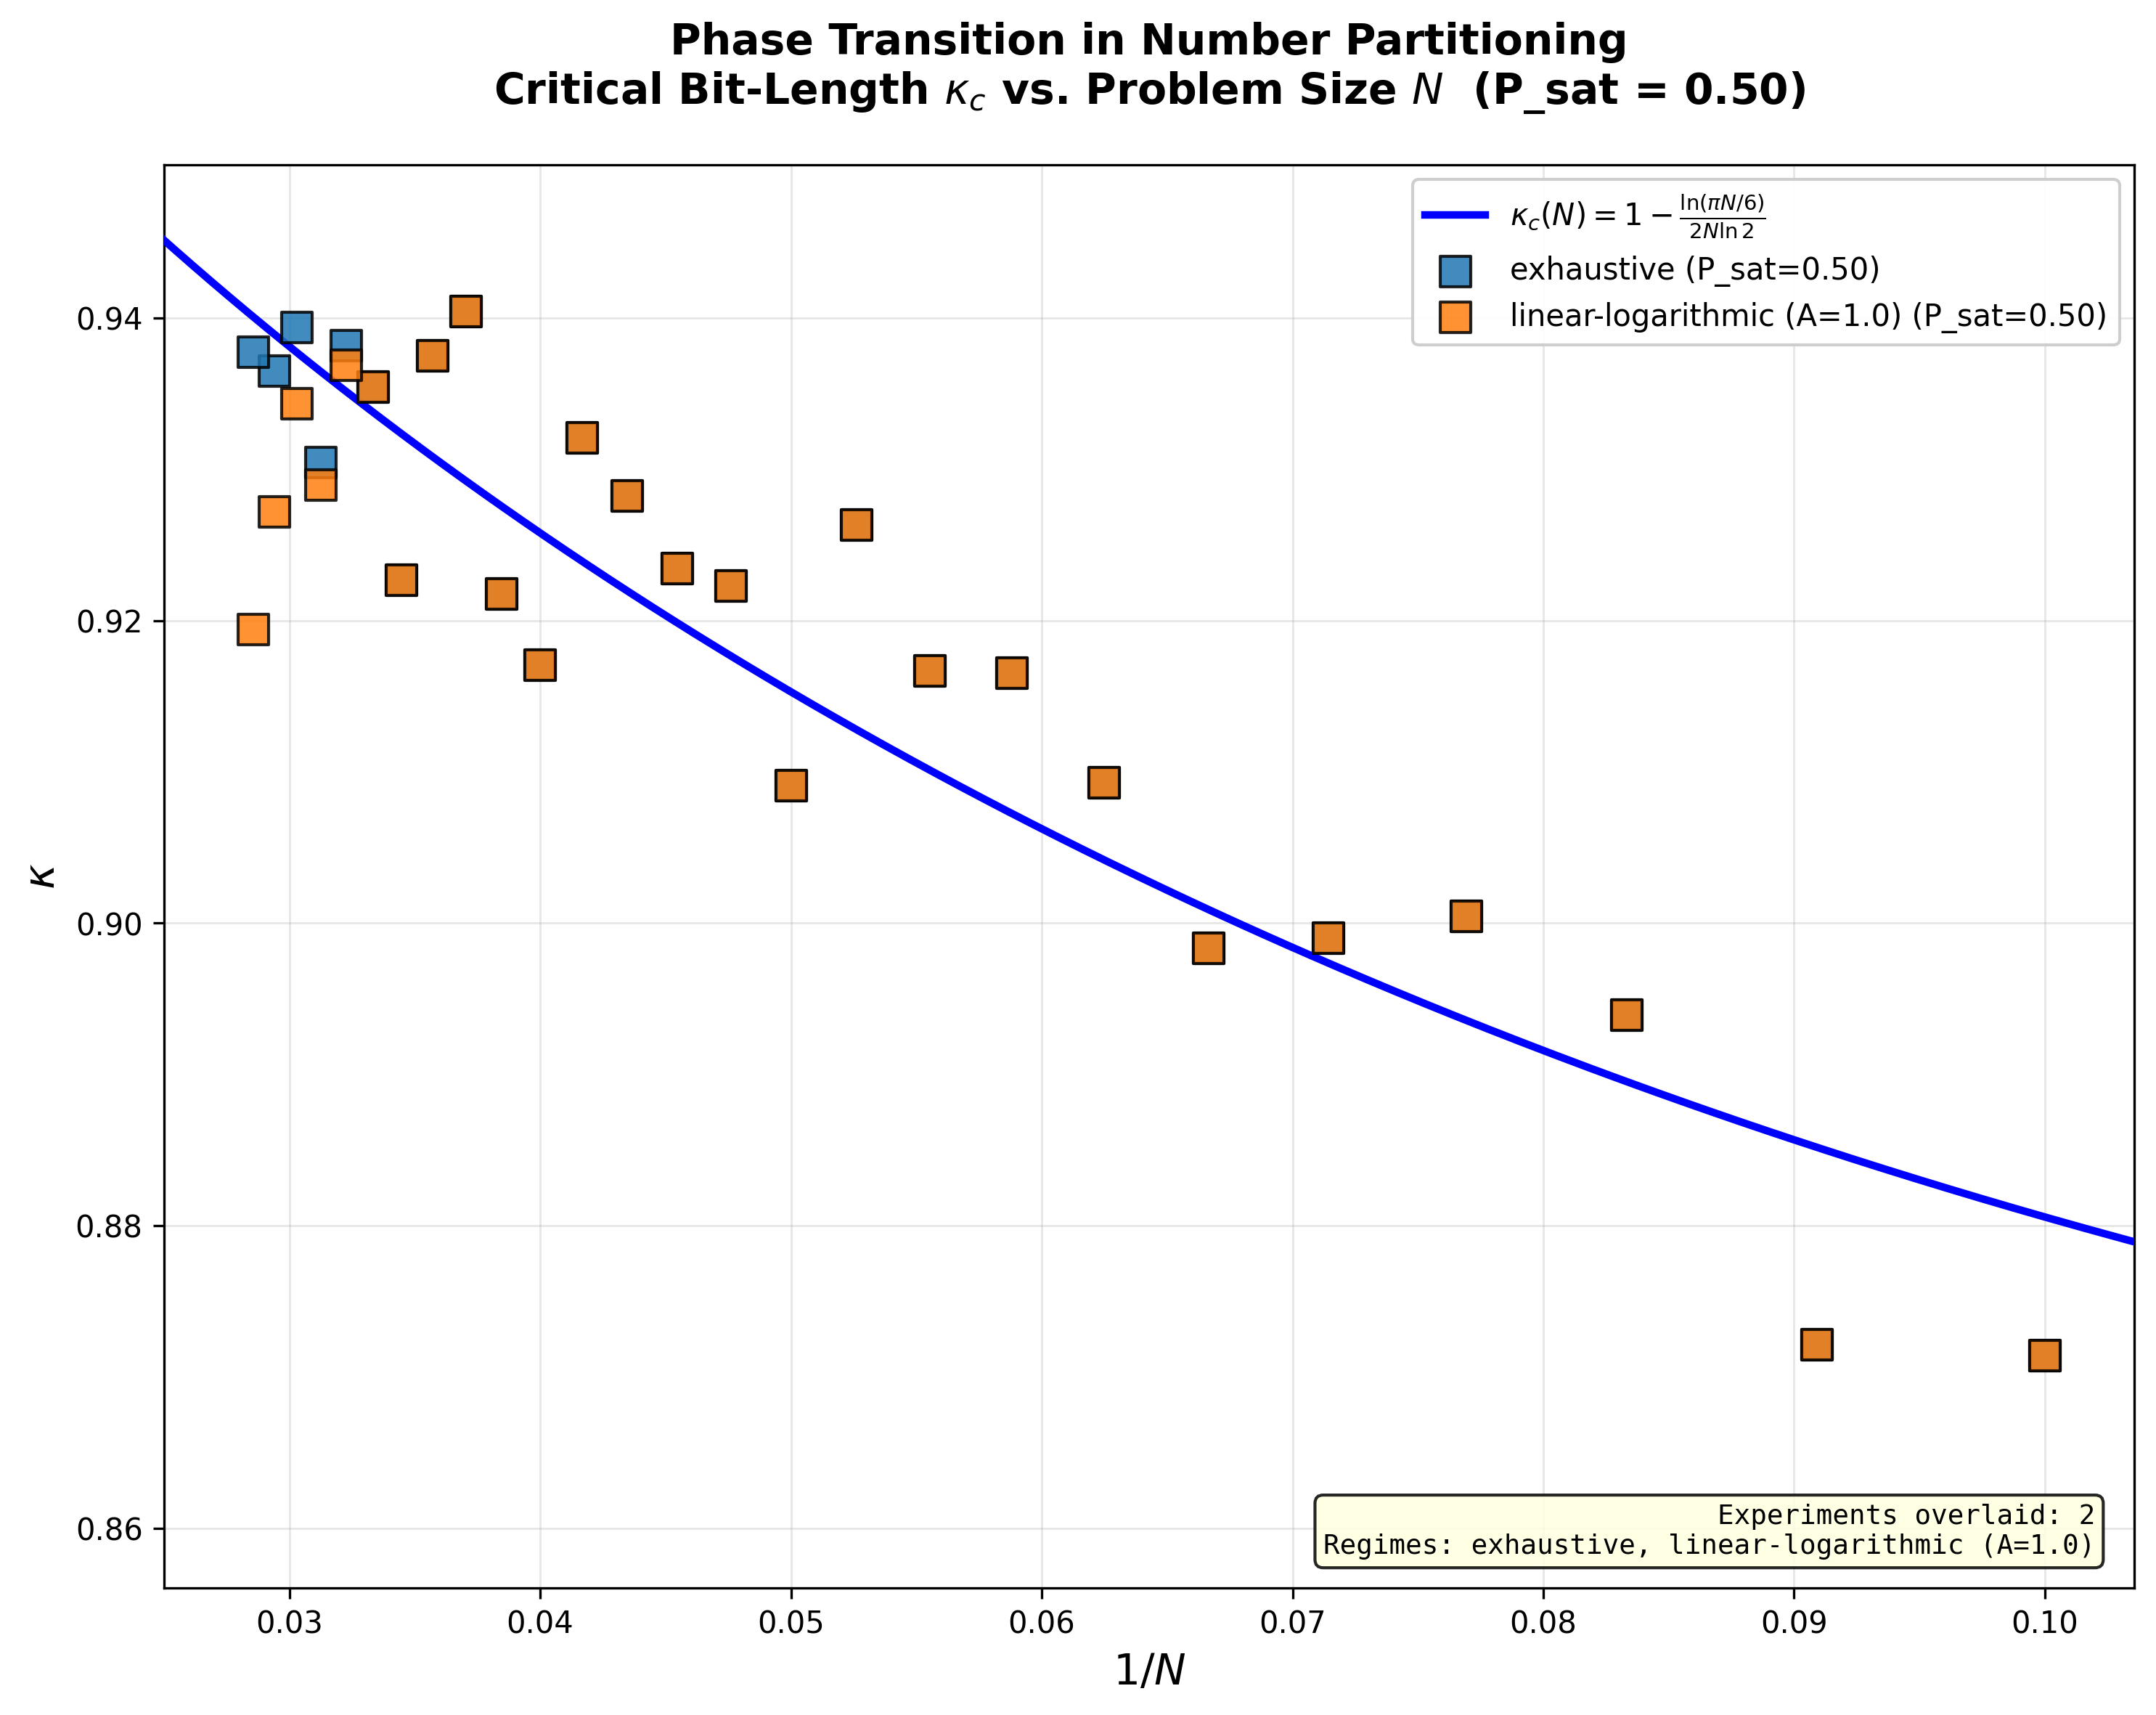 Phase Transition in Number Partitioning
Critical Bit-Length κ_c vs. Problem Size N (P_sat = 0.50)
κ_c(N) = 1 − ln(πN/6) / 2N ln 2
exhaustive (P_sat=0.50)
linear-logarithmic (A=1.0) (P_sat=0.50)
0.94
0.92
0.90
0.88
0.86
κ
Experiments overlaid: 2
Regimes: exhaustive, linear-logarithmic (A=1.0)
0.03 0.04 0.05 0.06 0.07 0.08 0.09 0.10
1/N